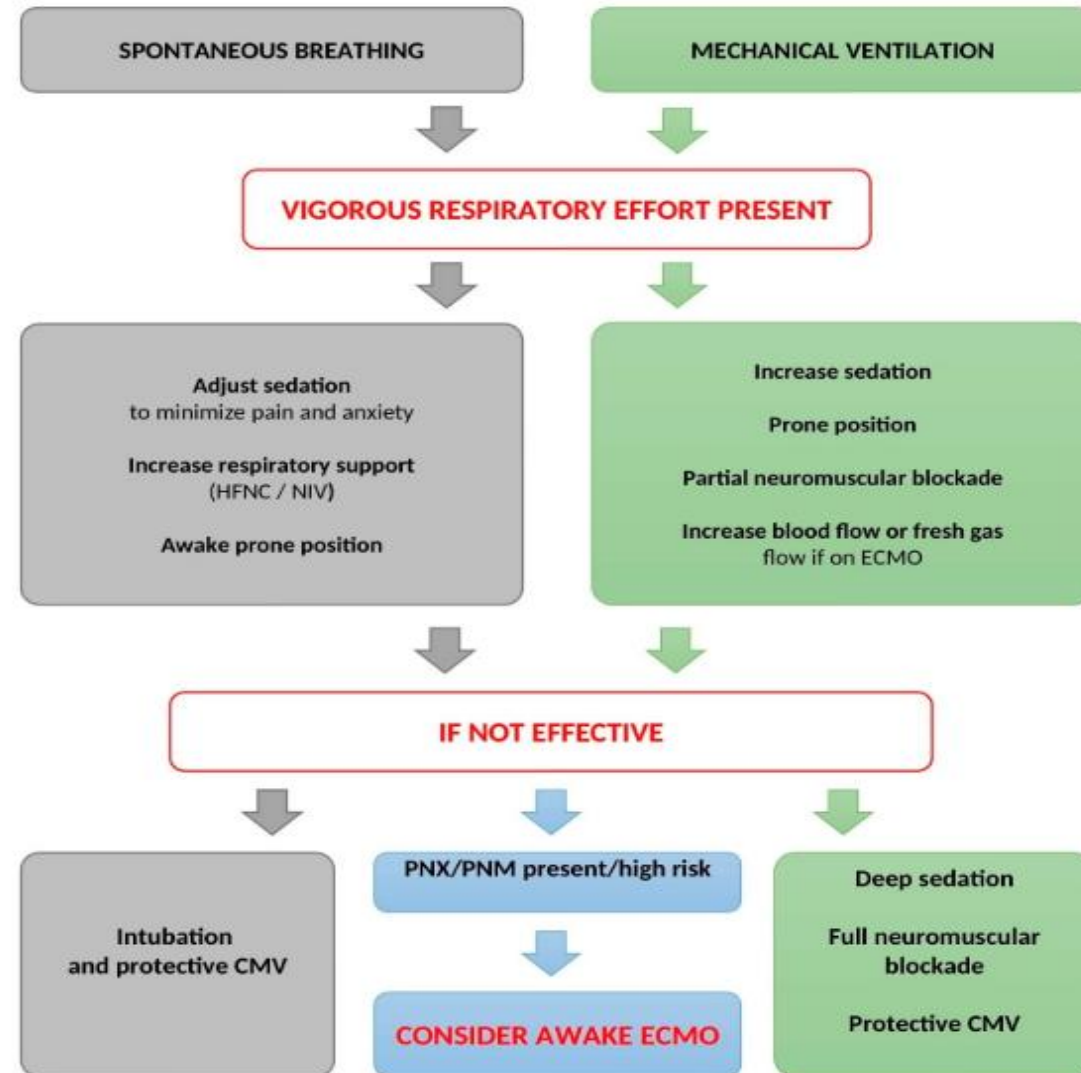 SPONTANEOUS BREATHING
MECHANICAL VENTILATION
VIGOROUS RESPIRATORY EFFORT PRESENT
Adjust sedation
to minimize pain and anxiety
Increase respiratory support
(HFNC / NIV)
Awake prone position
Increase sedation
Prone position
Partial neuromuscular blockade
Increase blood flow or fresh gas
flow if on ECMO
IF NOT EFFECTIVE
Intubation
and protective CMV
PNX/PNM present/high risk
CONSIDER AWAKE ECMO
Deep sedation
Full neuromuscular
blockade
Protective CMV